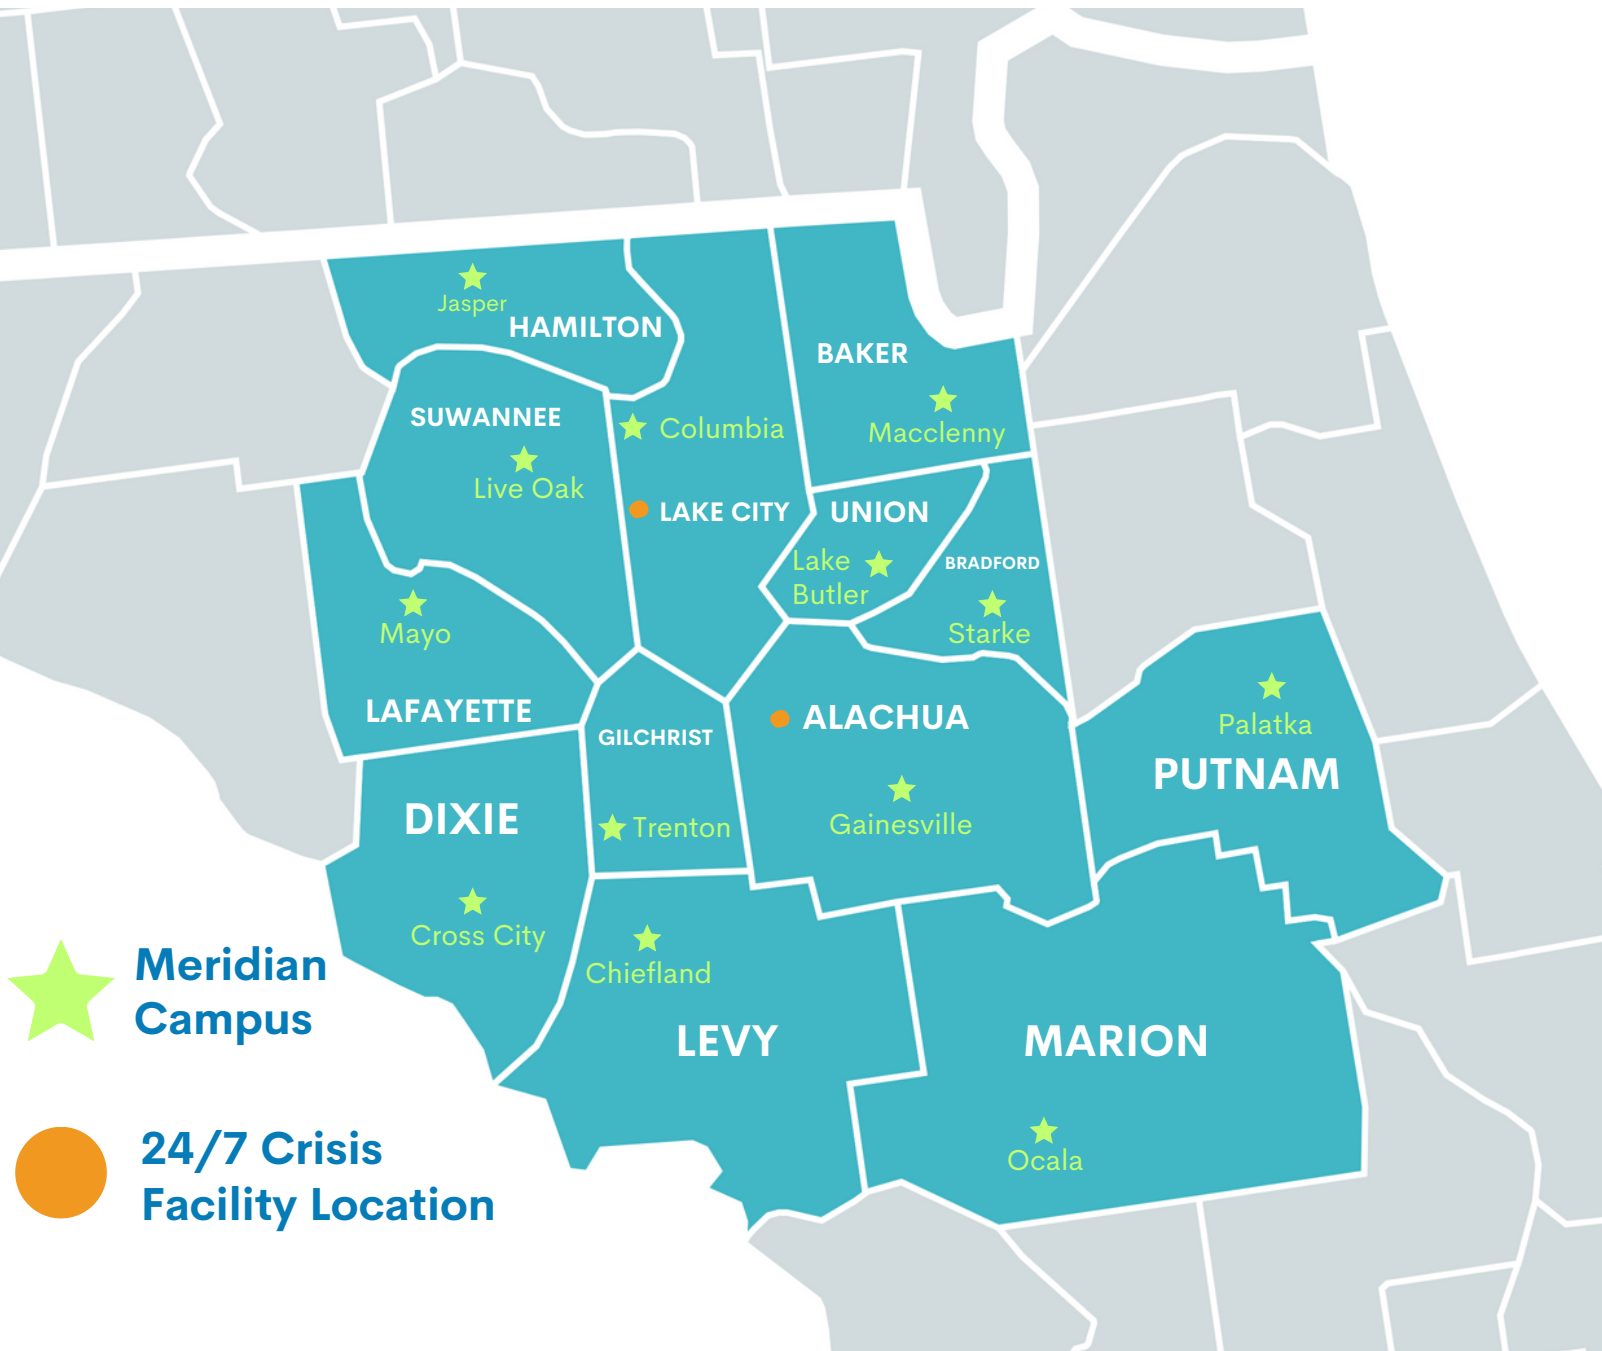 Jasper
HAMILTON
BAKER
Macclenny
SUWANNEE
Live Oak
Columbia
LAKE CITY
UNION
Lake
Butler
BRADFORD
Starke
Mayo
LAFAYETTE
GILCHRIST
Trenton
ALACHUA
Gainesville
Palatka
PUTNAM
DIXIE
Cross City
Chiefland
LEVY
MARION
Ocala
Meridian
Campus
24/7 Crisis
Facility Location